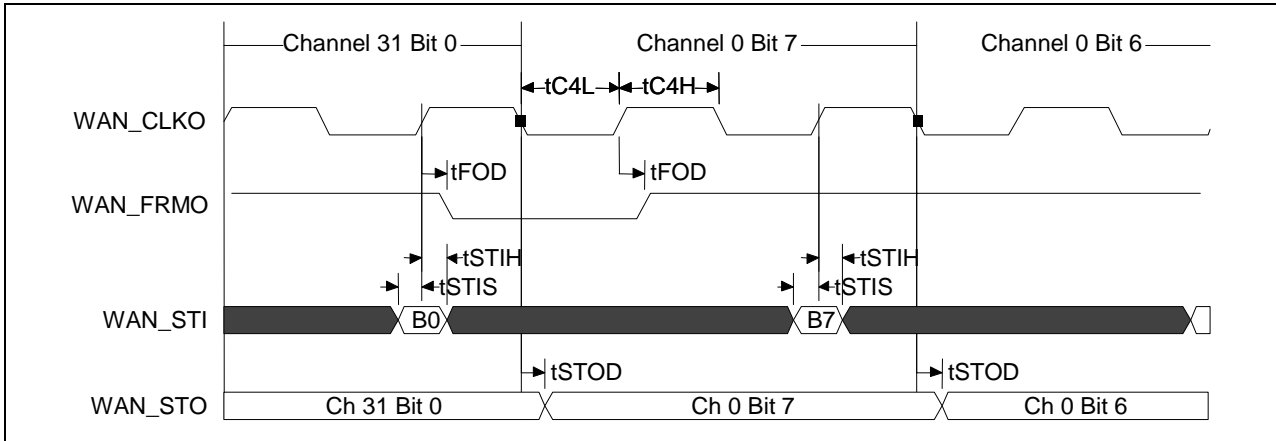 Channel 31 Bit 0 Channel 0 Bit 7 Channel 0 Bit 6
tC4L tC4H
WAN_CLKO
tFOD tFOD
WAN_FRMO
tSTIH tSTIH
tSTIS tSTIS
WAN_STI B0 B7
tSTOD tSTOD
WAN_STO Ch 31 Bit 0 Ch 0 Bit 7 Ch 0 Bit 6